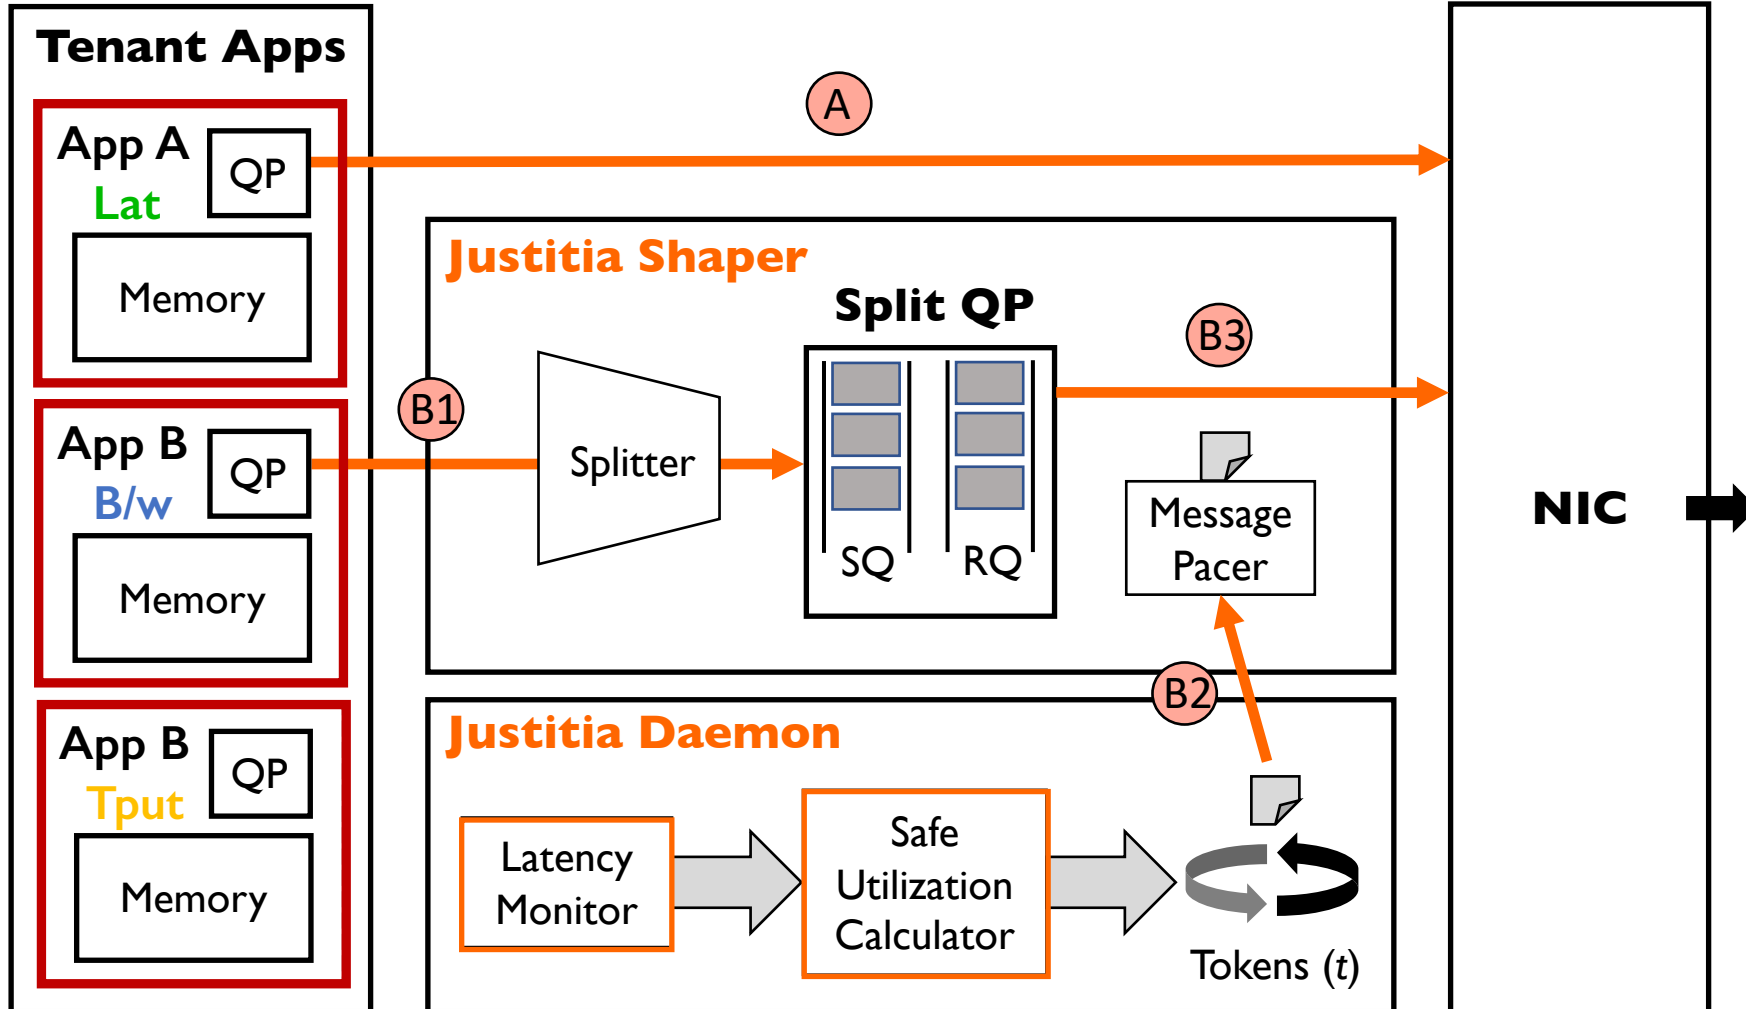 Tenant Apps
App A
Lat
QP
Memory
App B
B/w
QP
Memory
App B
Tput
QP
Memory
A
Justitia Shaper
B1
Splitter
Split QP
SQ
RQ
B3
Message
Pacer
B2
Justitia Daemon
Latency
Monitor
Safe
Utilization
Calculator
Tokens (t)
NIC